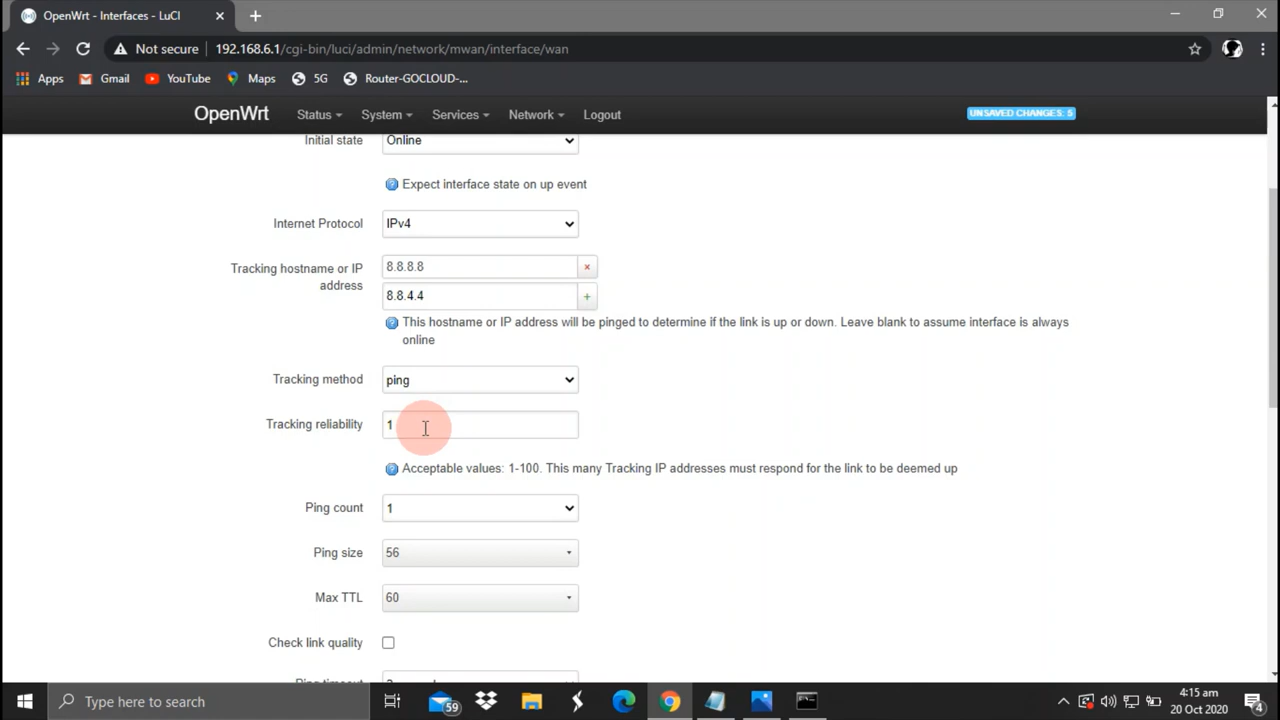 OpenWrt - Interfaces - LuCI
Not secure
192.168.6.1/cgi-bin/luci/admin/network/mwan/interface/wan
Apps
Gmail
YouTube
Maps
5G
Router-GOCLOUD-...
OpenWrt
Status
System
Services
Network
Logout
UNSAVED CHANGES: 5
Initial state
Online
Expect interface state on up event
Internet Protocol
IPv4
Tracking hostname or IP
address
8.8.8.8
8.8.4.4
This hostname or IP address will be pinged to determine if the link is up or down. Leave blank to assume interface is always
online
Tracking method
ping
Tracking reliability
1
Acceptable values: 1-100. This many Tracking IP addresses must respond for the link to be deemed up
Ping count
1
Ping size
56
Max TTL
60
Check link quality
Ping timeout
Type here to search
59
4:15 am
20 Oct 2020
4